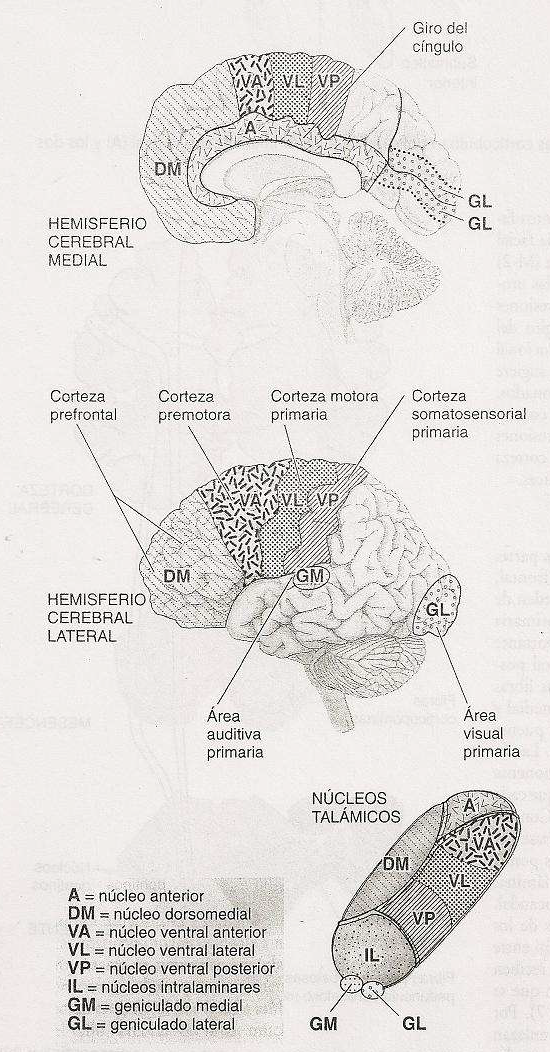 Giro del
cíngulo
VA
VL
VP
A
DM
GL
GL
HEMISFERIO
CEREBRAL
MEDIAL
Corteza
prefrontal
Corteza
premotora
Corteza motora
primaria
Corteza
somatosensorial
primaria
VA
VL
VP
DM
GM
GL
HEMISFERIO
CEREBRAL
LATERAL
Área
auditiva
primaria
Área
visual
primaria
NÚCLEOS
TALÁMICOS
A
VA
DM
VL
VP
IL
GM
GL
A = núcleo anterior
DM = núcleo dorsomedial
VA = núcleo ventral anterior
VL = núcleo ventral lateral
VP = núcleo ventral posterior
IL = núcleos intralaminares
GM = geniculado medial
GL = geniculado lateral